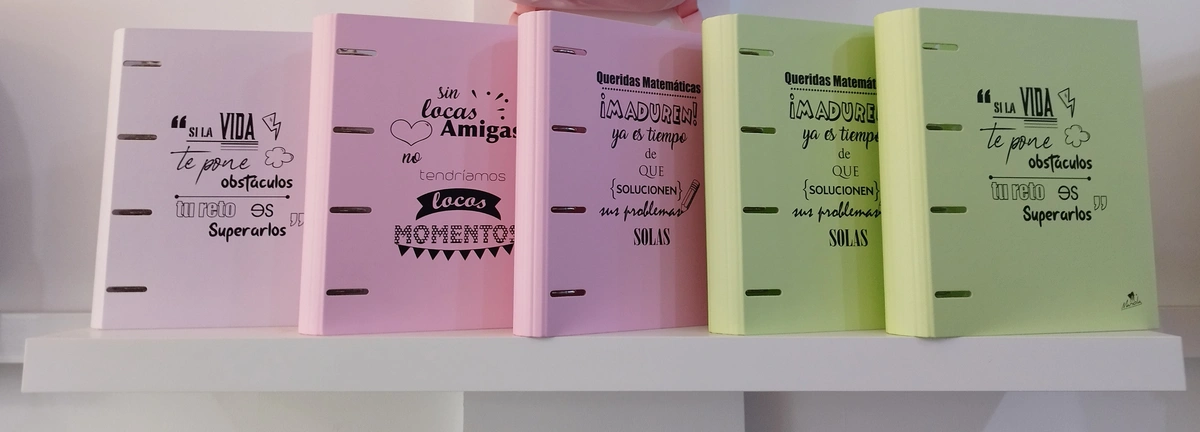 “ SI LA VIDA
te pone
obstáculos
tu reto es
Superarlos ”
sin
locas
Amigas
no
tendríamos
locos
MOMENTOS
Queridas Matemáticas
¡MADUREN!
ya es tiempo
de
QUE
{SOLUCIONEN}
sus problemas
SOLAS
Queridas Matemát
¡MADURE
ya es tiempo
de
QUE
{SOLUCIONEN}
sus problemas
SOLAS
“ SI LA VIDA
te pone
obstáculos
tu reto es
Superarlos ”